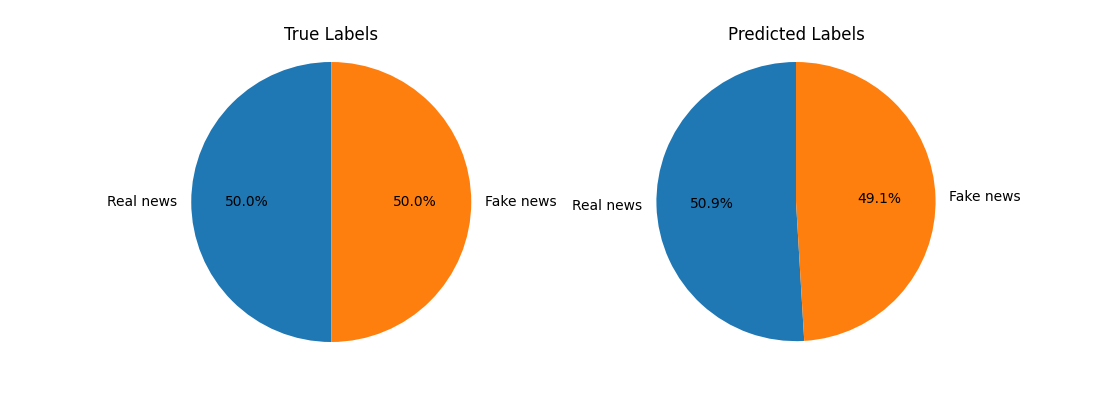 True Labels
Real news
50.0%
50.0%
Fake news
Predicted Labels
Real news
50.9%
49.1%
Fake news